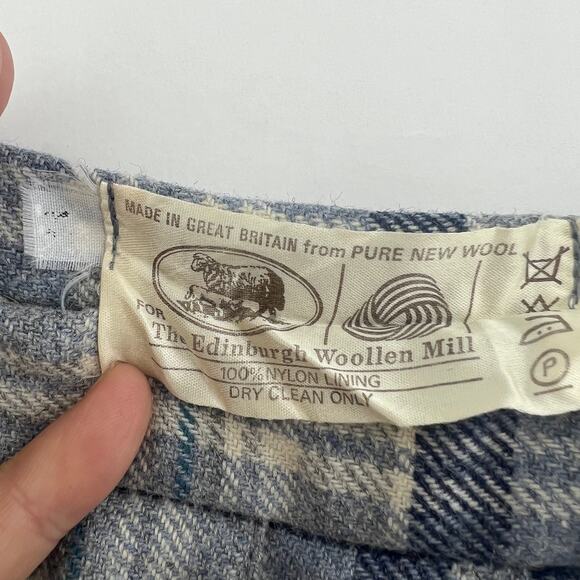 MADE IN GREAT BRITAIN from PURE NEW WOOL
FOR
The Edinburgh Woollen Mill
100% NYLON LINING
DRY CLEAN ONLY
P